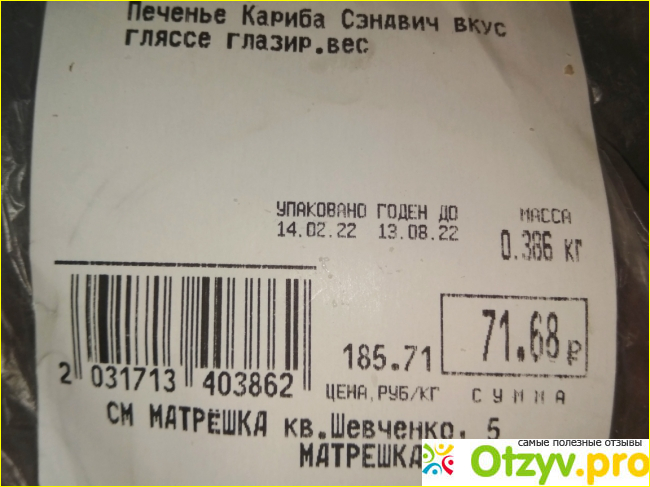 Печенье Кариба Сэндвич вкус
гляссе глазир.вес
УПАКОВАНО ГОДЕН ДО МАССА
14.02.22 13.08.22 0.386 кг
185.71 71.68 ₽
2 031713 403862 ЦЕНА,РУБ/КГ СУММА
СМ МАТРЁШКА кв.Шевченко, 5
МАТРЕШКА
самые полезные отзывы
Otzyv.pro